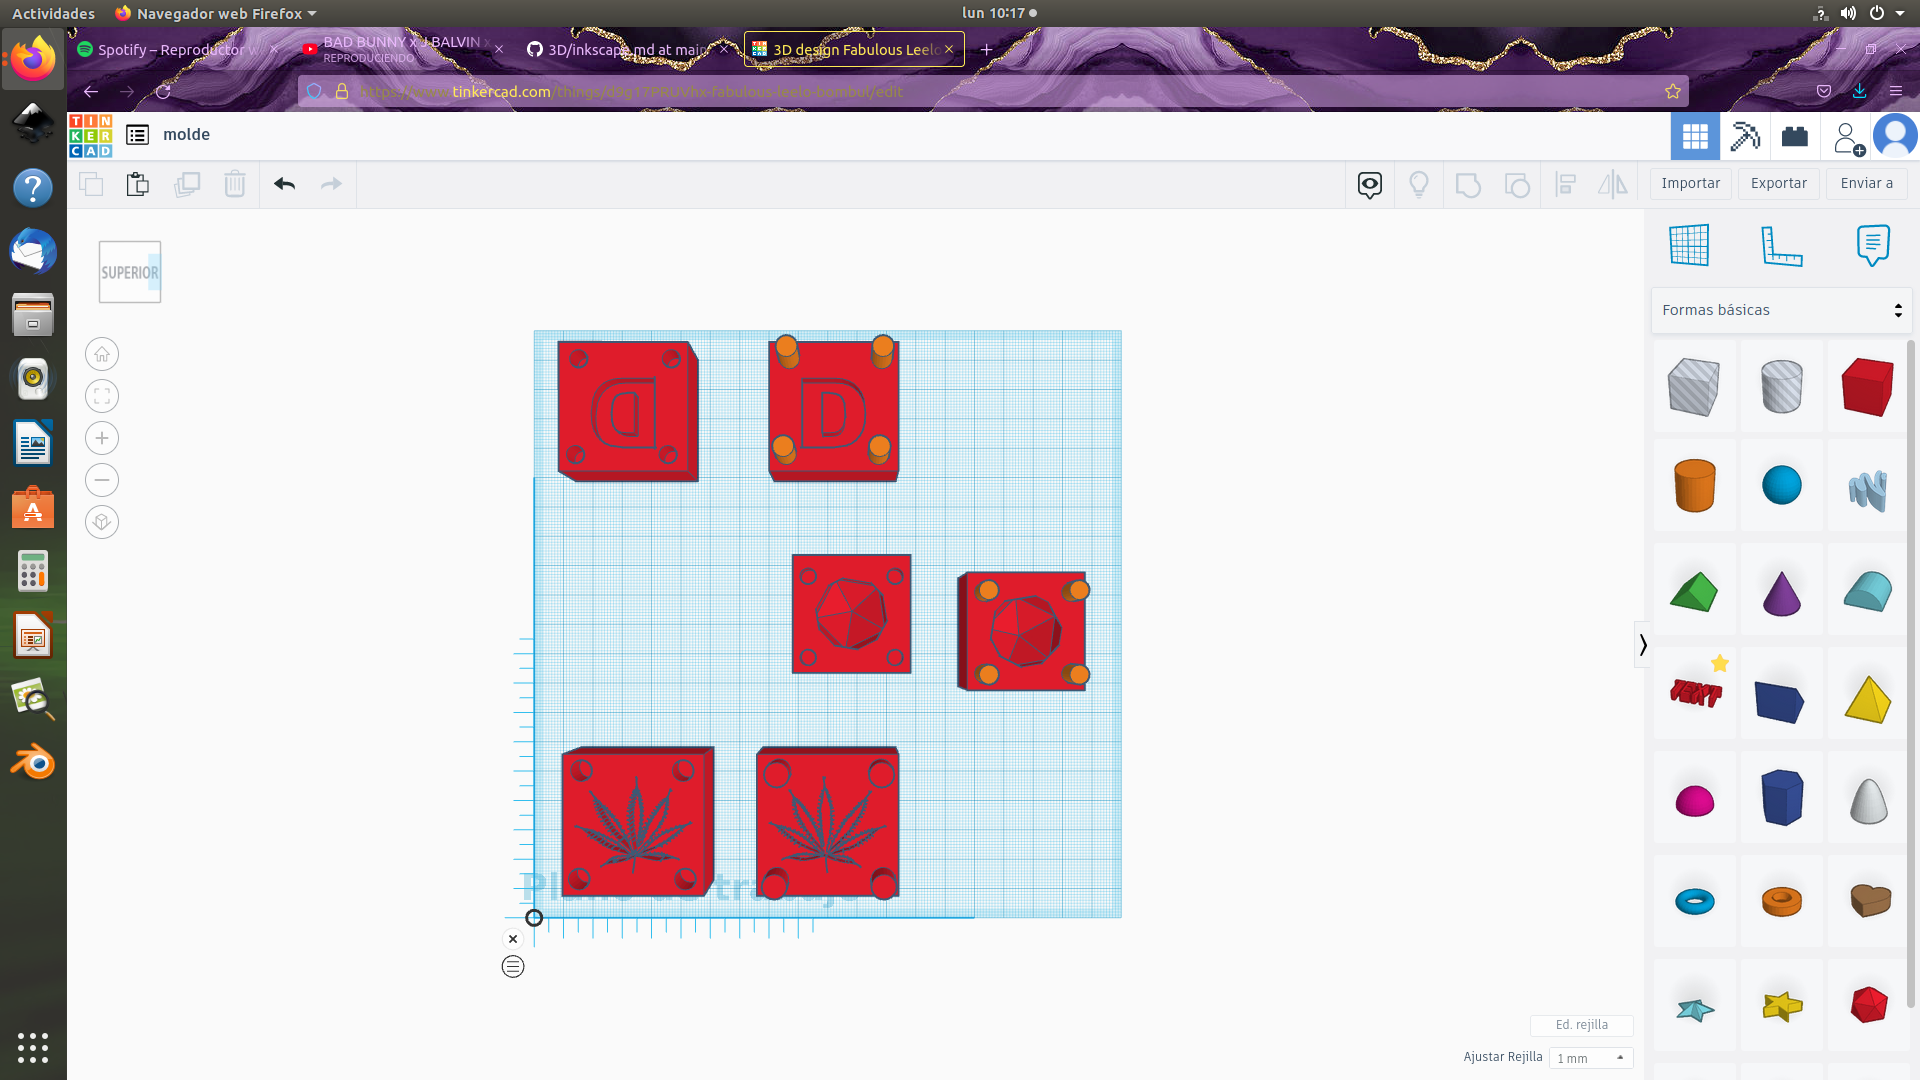 Actividades
Navegador web Firefox
lun 10:17
Spotify – Reproductor w
BAD BUNNY x J BALVIN x
REPRODUCIENDO
3D/inkscape.md at main
3D design Fabulous Leelo
https://www.tinkercad.com/things/d9g17PRUVhx-fabulous-leelo-bombul/edit
TIN
KER
CAD
molde
Importar
Exportar
Enviar a
SUPERIOR
Formas básicas
D
D
TEXT
Plano de trabajo
Ed. rejilla
Ajustar Rejilla
1 mm